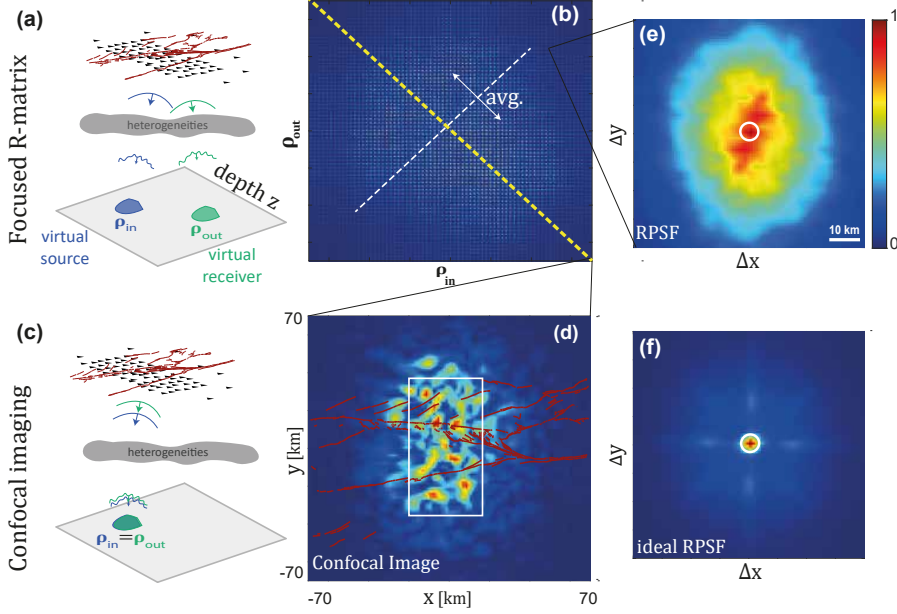 (a)
Focused R-matrix
heterogeneities
depth z
ρin
ρout
virtual
source
virtual
receiver
(b)
ρout
avg.
ρin
(e)
Δy
RPSF
10 km
Δx
1
0
(c)
Confocal imaging
heterogeneities
ρin=ρout
(d)
70
y [km]
-70
Confocal Image
-70
x [km]
70
(f)
Δy
ideal RPSF
Δx